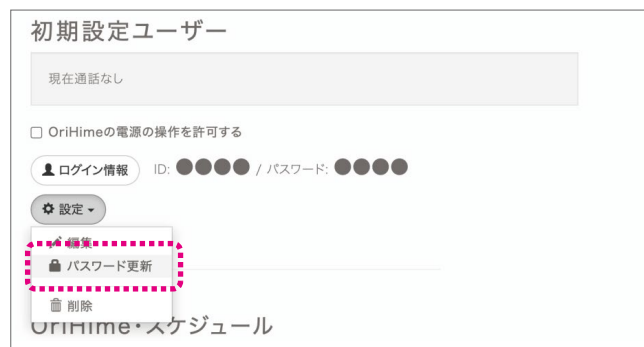 初期設定ユーザー
現在通話なし
OriHimeの電源の操作を許可する
ログイン情報 ID: ●●●● / パスワード: ●●●●
設定
編集
パスワード更新
削除
OriHime・スケジュール